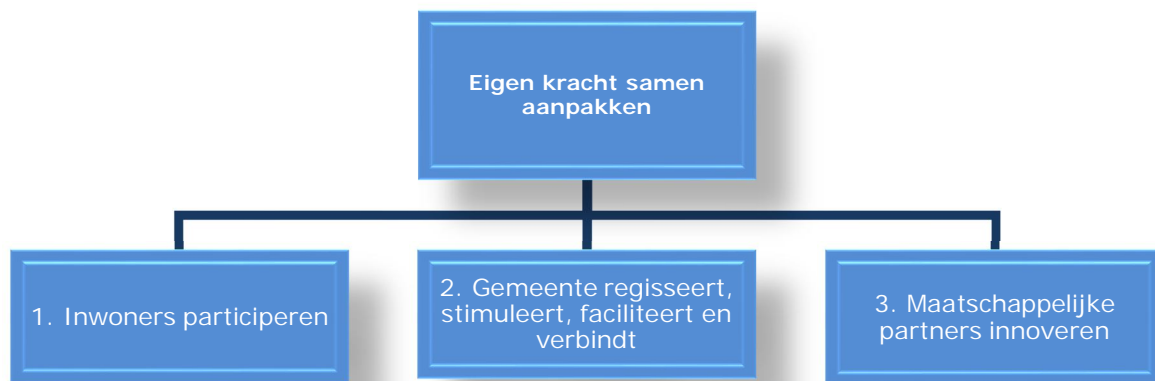 Eigen kracht samen
aanpakken
1. Inwoners participeren
2. Gemeente regisseert,
stimuleert, faciliteert en
verbindt
3. Maatschappelijke
partners innoveren